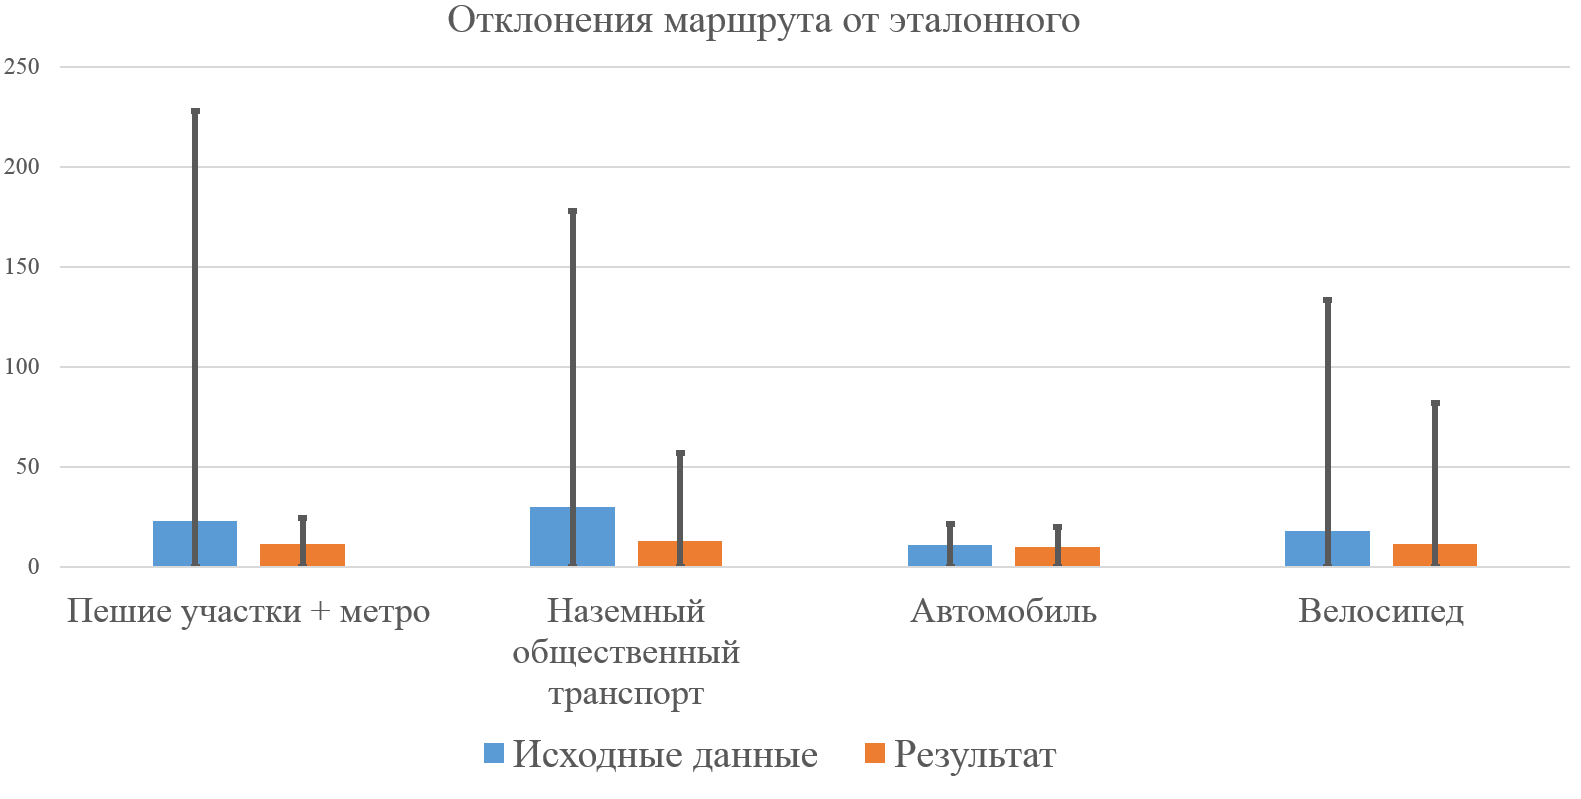 Отклонения маршрута от эталонного
250
200
150
100
50
0
Пешие участки + метро
Наземный
общественный
транспорт
Автомобиль
Велосипед
Исходные данные
Результат